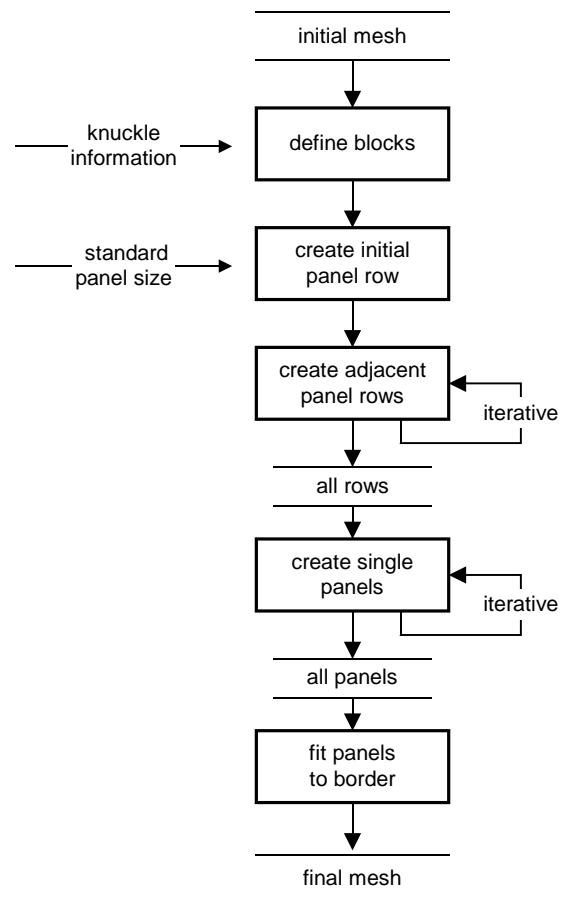 initial mesh
knuckle
information
define blocks
standard
panel size
create initial
panel row
create adjacent
panel rows
iterative
all rows
create single
panels
iterative
all panels
fit panels
to border
final mesh